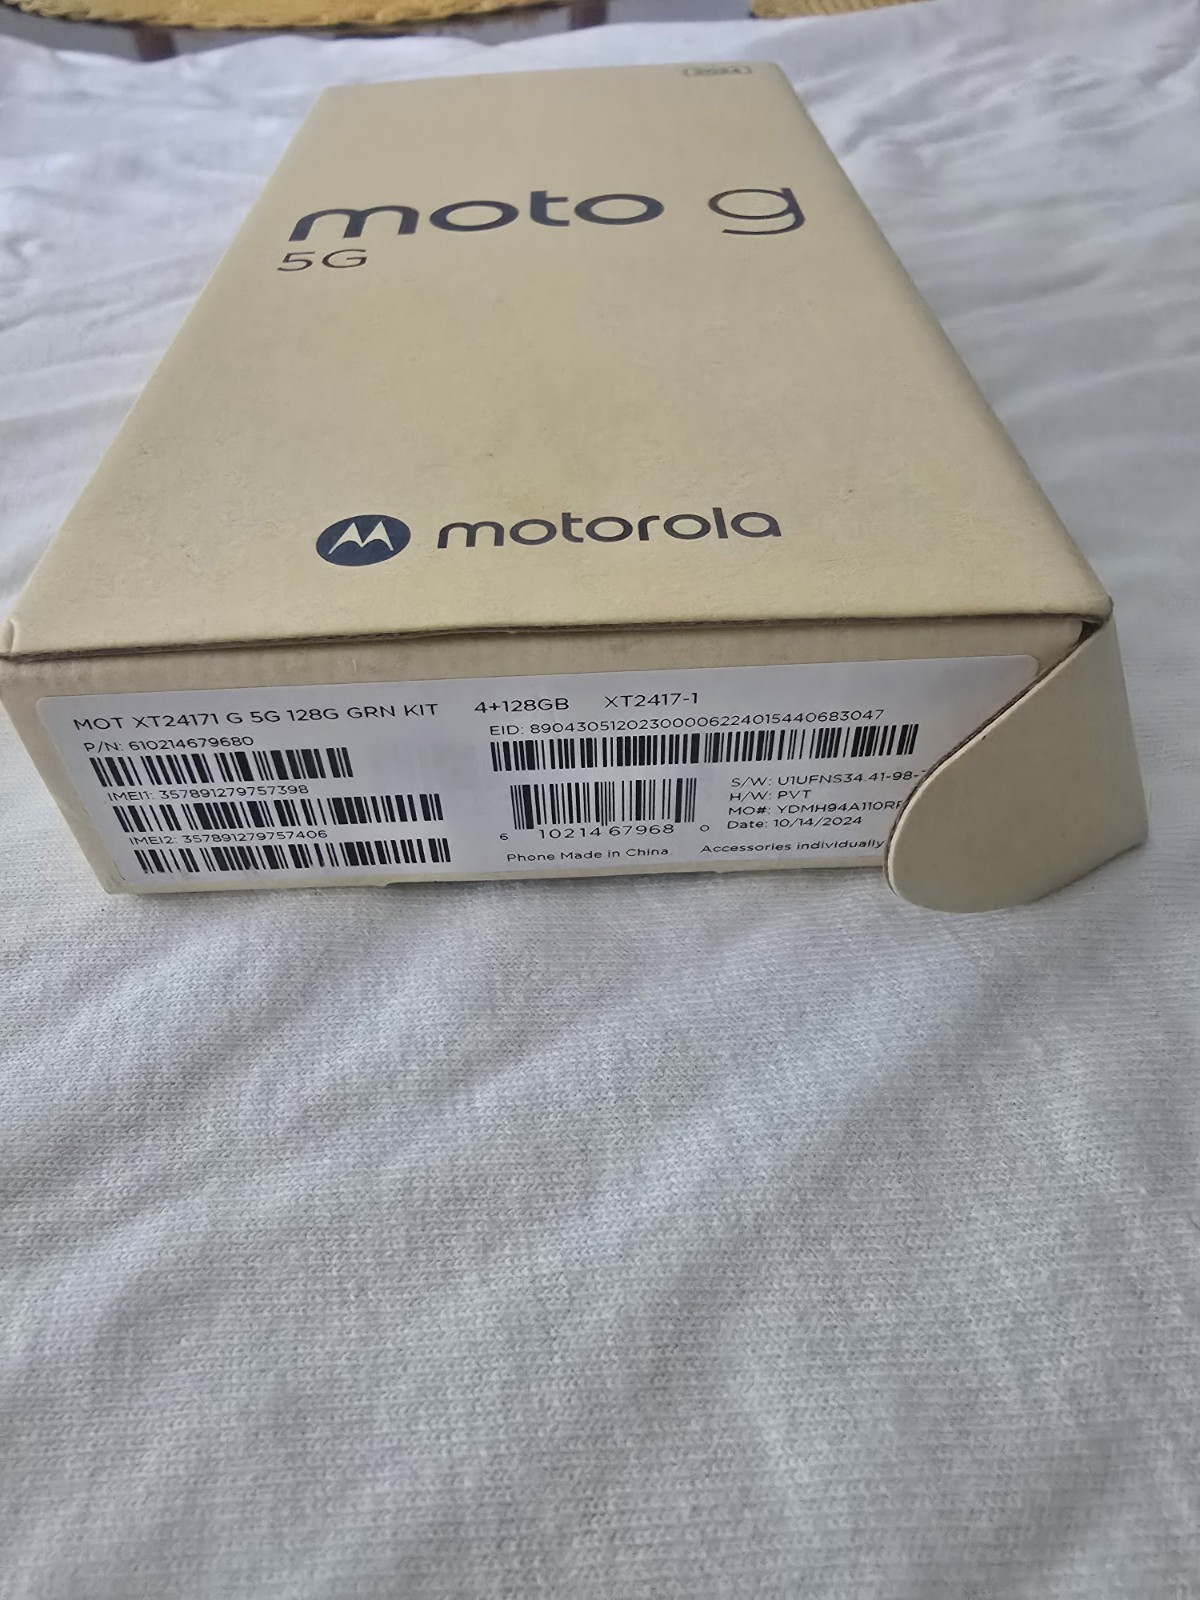 2024
moto g
5G
motorola
MOT XT24171 G 5G 128G GRN KIT 4+128GB XT2417-1
P/N: 610214679680
EID: 89043051202300006224015440683047
IMEI1: 357891279757398
IMEI2: 357891279757406
6 10214 67968 0
S/W: U1UFNS34.41-98-
H/W: PVT
MO#: YDMH94A110R
Date: 10/14/2024
Phone Made in China. Accessories individually